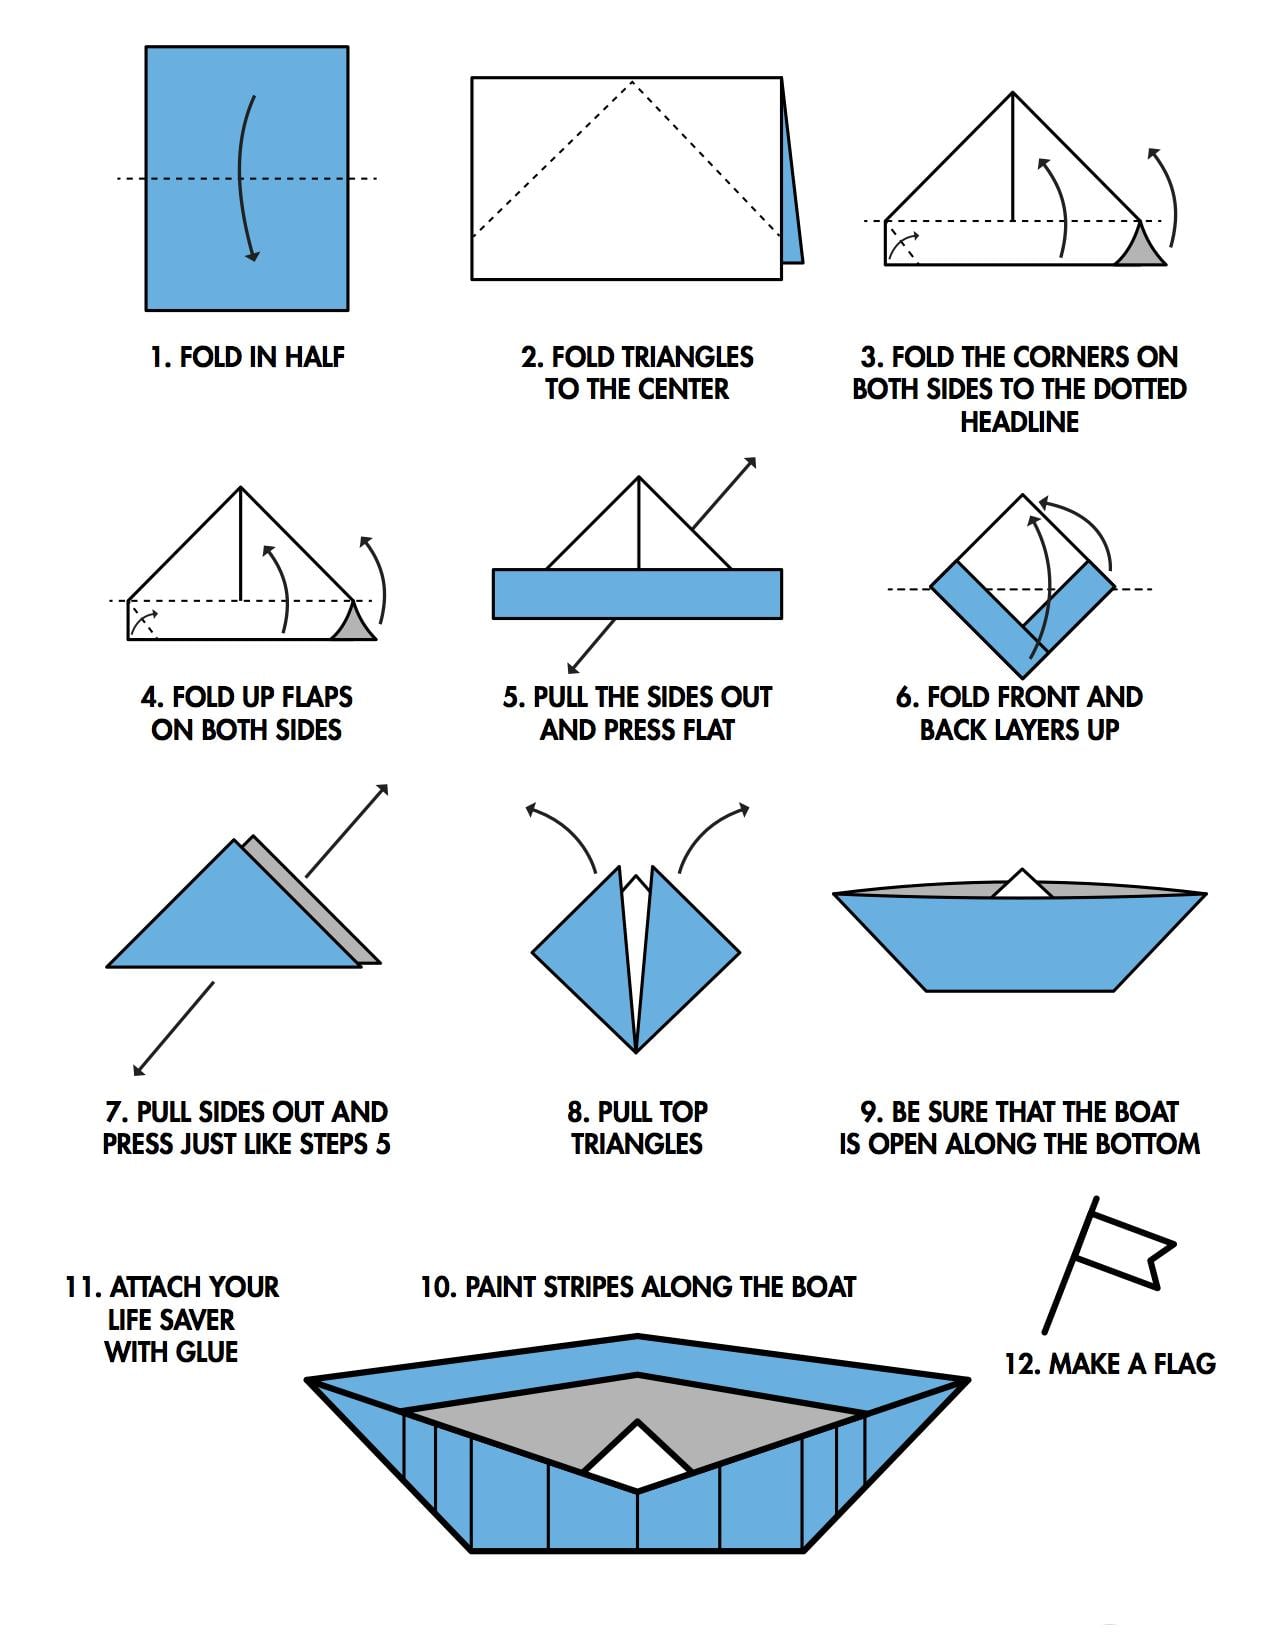 1. FOLD IN HALF
2. FOLD TRIANGLES
TO THE CENTER
3. FOLD THE CORNERS ON
BOTH SIDES TO THE DOTTED
HEADLINE
4. FOLD UP FLAPS
ON BOTH SIDES
5. PULL THE SIDES OUT
AND PRESS FLAT
6. FOLD FRONT AND
BACK LAYERS UP
7. PULL SIDES OUT AND
PRESS JUST LIKE STEPS 5
8. PULL TOP
TRIANGLES
9. BE SURE THAT THE BOAT
IS OPEN ALONG THE BOTTOM
11. ATTACH YOUR
LIFE SAVER
WITH GLUE
10. PAINT STRIPES ALONG THE BOAT
12. MAKE A FLAG